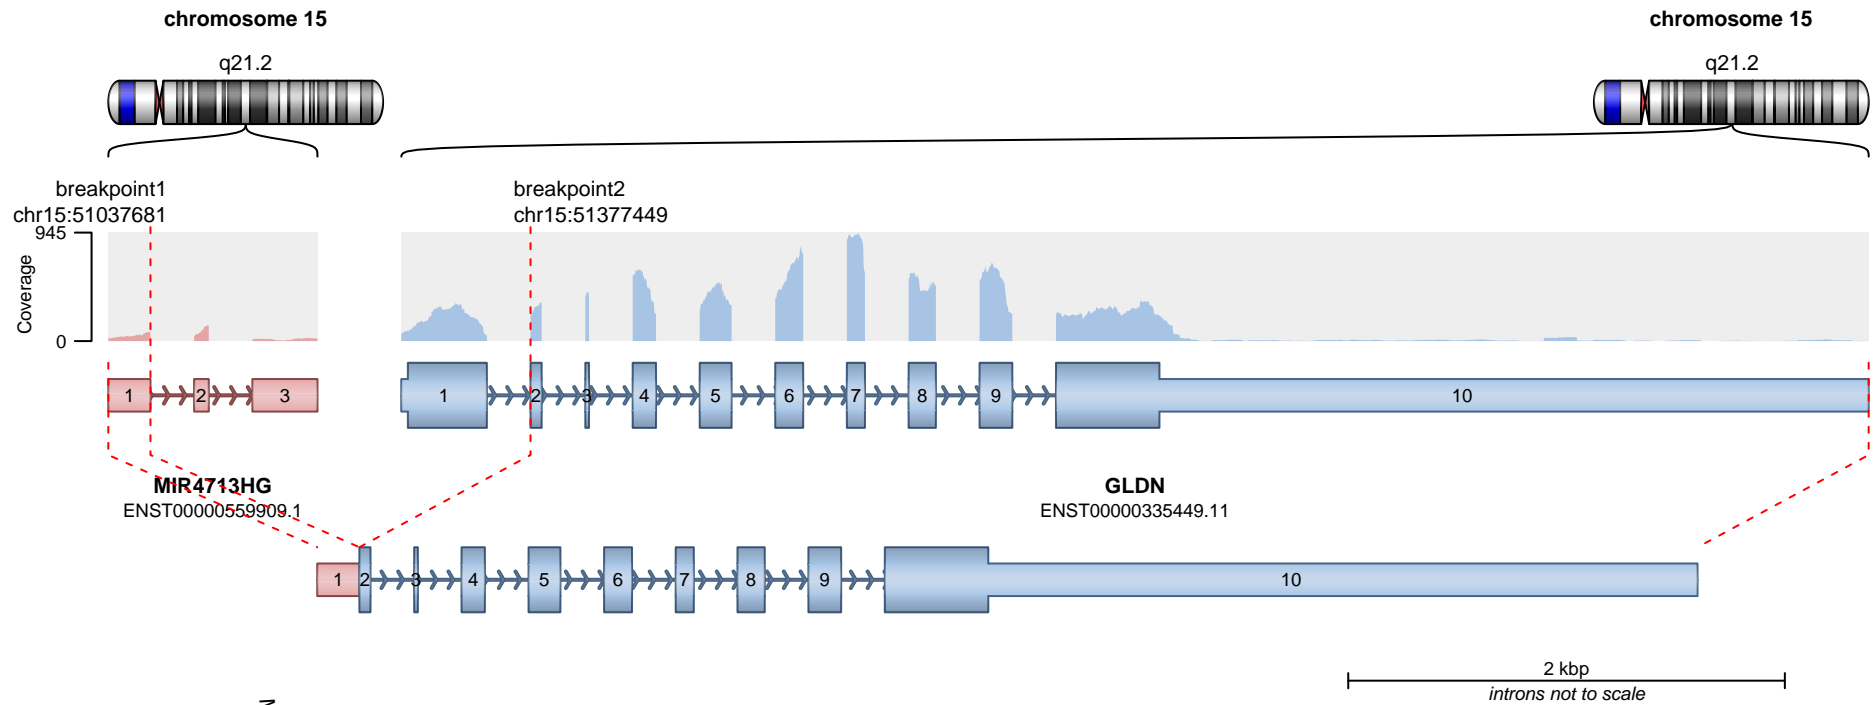 chromosome 15
chromosome 15
q21.2
q21.2
breakpoint1
chr15:51037681
breakpoint2
chr15:51377449
945
Coverage
0
1 2 3
1 2 3 4 5 6 7 8 9 10
MIR4713HG
ENST00000559909.1
GLDN
ENST00000335449.11
1 2 3 4 5 6 7 8 9 10
2 kbp
introns not to scale